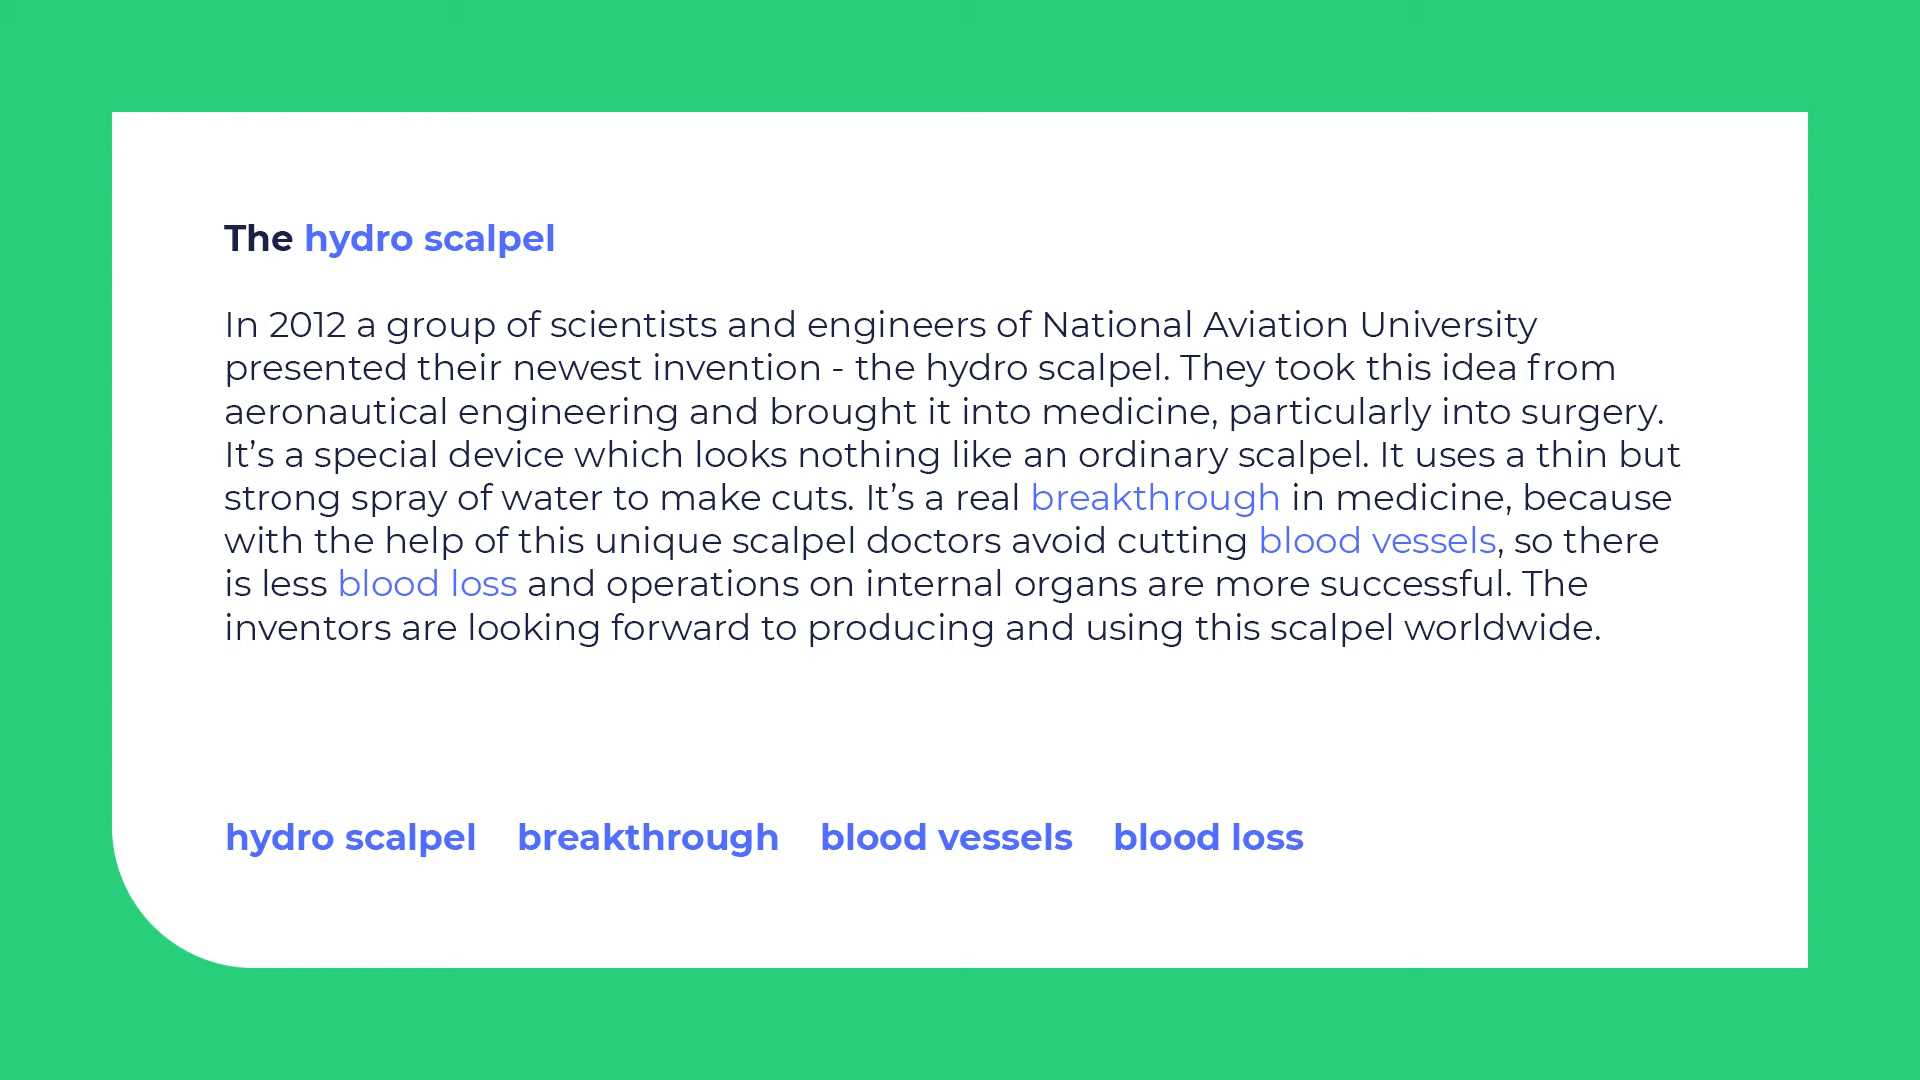 The hydro scalpel
In 2012 a group of scientists and engineers of National Aviation University
presented their newest invention - the hydro scalpel. They took this idea from
aeronautical engineering and brought it into medicine, particularly into surgery.
It’s a special device which looks nothing like an ordinary scalpel. It uses a thin but
strong spray of water to make cuts. It’s a real breakthrough in medicine, because
with the help of this unique scalpel doctors avoid cutting blood vessels, so there
is less blood loss and operations on internal organs are more successful. The
inventors are looking forward to producing and using this scalpel worldwide.
hydro scalpel breakthrough blood vessels blood loss